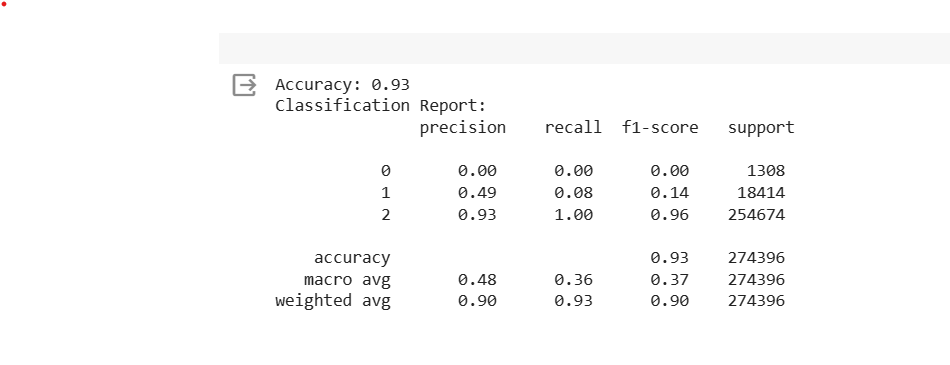 Accuracy: 0.93
Classification Report:
precision recall f1-score support
0 0.00 0.00 0.00 1308
1 0.49 0.08 0.14 18414
2 0.93 1.00 0.96 254674
accuracy 0.93 274396
macro avg 0.48 0.36 0.37 274396
weighted avg 0.90 0.93 0.90 274396